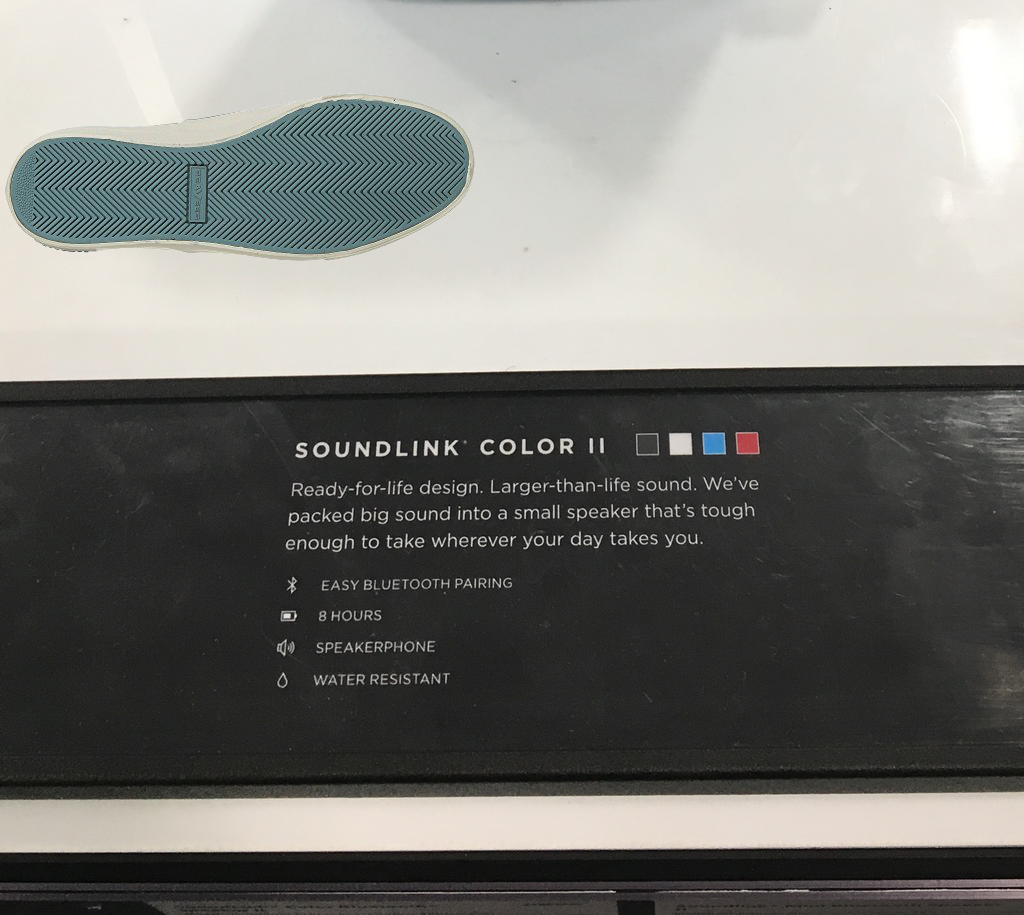 SOUNDLINK® COLOR II
Ready-for-life design. Larger-than-life sound. We've
packed big sound into a small speaker that's tough
enough to take wherever your day takes you.
EASY BLUETOOTH PAIRING
8 HOURS
SPEAKERPHONE
WATER RESISTANT